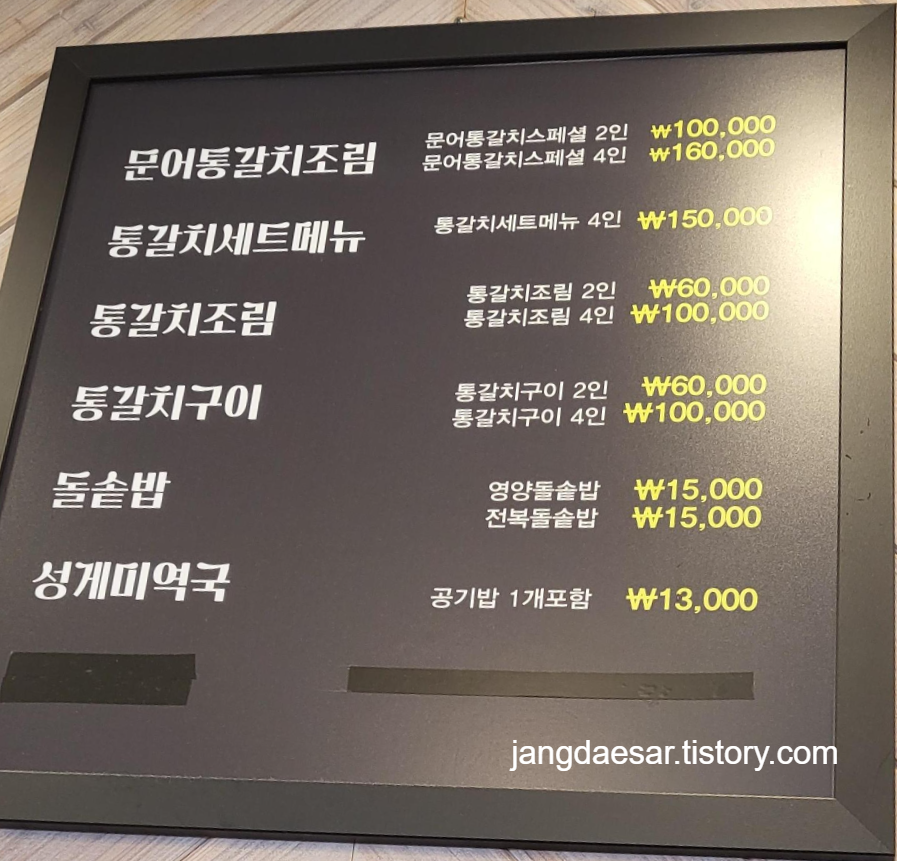 문어통갈치조림 문어통갈치스페셜 2인 ₩100,000
문어통갈치스페셜 4인 ₩160,000
통갈치세트메뉴 통갈치세트메뉴 4인 ₩150,000
통갈치조림 통갈치조림 2인 ₩60,000
통갈치조림 4인 ₩100,000
통갈치구이 통갈치구이 2인 ₩60,000
통갈치구이 4인 ₩100,000
돌솥밥 영양돌솥밥 ₩15,000
전복돌솥밥 ₩15,000
성게미역국 공기밥 1개포함 ₩13,000
jangdaesar.tistory.com